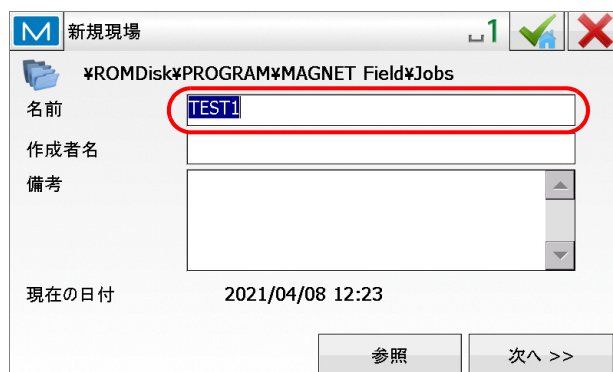 M 新規現場 ␣1
¥ROMDisk¥PROGRAM¥MAGNET Field¥Jobs
名前 TEST1
作成者名
備考
現在の日付 2021/04/08 12:23
参照 次へ >>